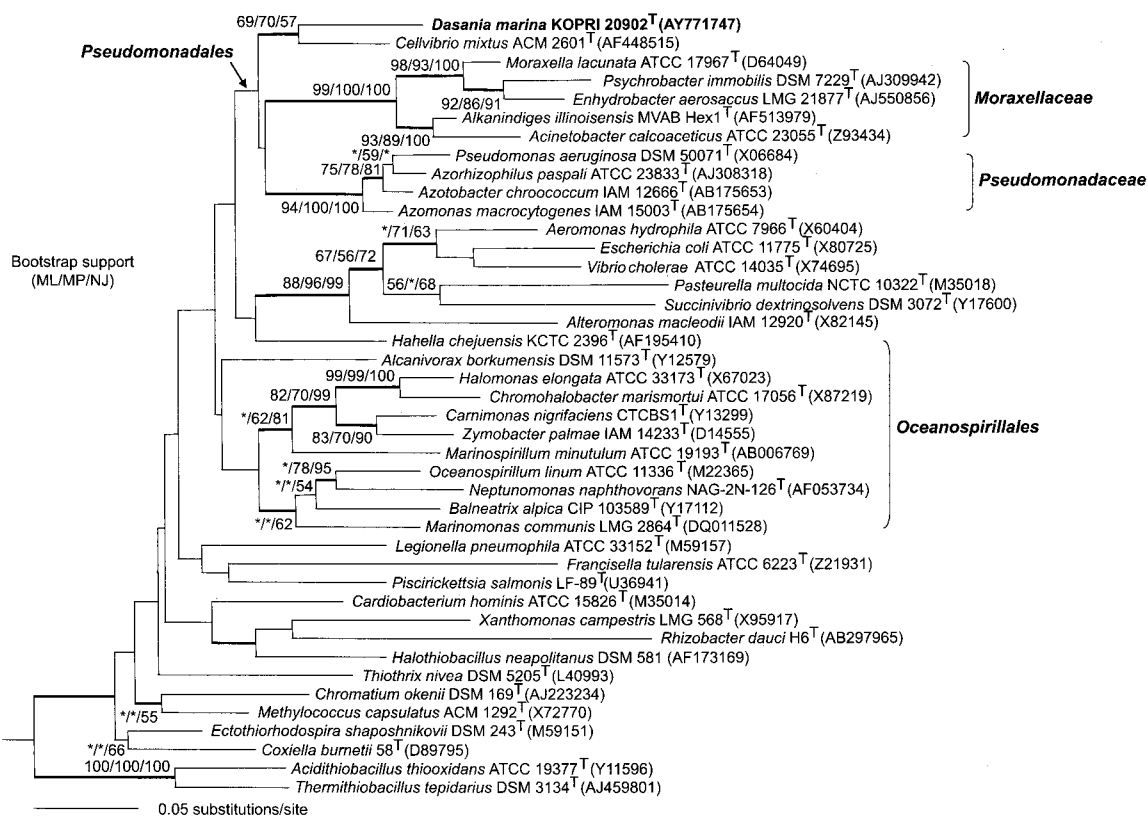 69/70/57
Dasania marina KOPRI 20902T(AY771747)
Pseudomonadales
Cellvibrio mixtus ACM 2601T(AF448515)
98/93/100
Moraxella lacunata ATCC 17967T(D64049)
Psychrobacter immobilis DSM 7229T(AJ309942)
99/100/100
Moraxellaceae
92/86/91
Enhydrobacter aerosaccus LMG 21877T(AJ550856)
Alkanindiges illinoisensis MVAB Hex1T(AF513979)
93/89/100
Acinetobacter calcoaceticus ATCC 23055T(Z93434)
*/59/*
Pseudomonas aeruginosa DSM 50071T(X06684)
75/78/81
Azorhizophilus paspali ATCC 23833T(AJ308318)
Pseudomonadaceae
Azotobacter chroococcum IAM 12666T(AB175653)
94/100/100
Azomonas macrocytogenes IAM 15003T(AB175654)
*/71/63
Aeromonas hydrophila ATCC 7966T(X60404)
67/56/72
Escherichia coli ATCC 11775T(X80725)
Bootstrap support
(ML/MP/NJ)
Vibrio cholerae ATCC 14035T(X74695)
88/96/99
56/*/68
Pasteurella multocida NCTC 10322T(M35018)
Succinivibrio dextrinosolvens DSM 3072T(Y17600)
Alteromonas macleodii IAM 12920T(X82145)
Hahella chejuensis KCTC 2396T(AF195410)
Alcanivorax borkumensis DSM 11573T(Y12579)
99/99/100
Halomonas elongata ATCC 33173T(X67023)
82/70/99
Chromohalobacter marismortui ATCC 17056T(X87219)
*/62/81
Carnimonas nigrifaciens CTCBS1T(Y13299)
Oceanospirillales
83/70/90
Zymobacter palmae IAM 14233T(D14555)
Marinospirillum minutulum ATCC 19193T(AB006769)
*/78/95
Oceanospirillum linum ATCC 11336T(M22365)
*/*/54
Neptunomonas naphthovorans NAG-2N-126T(AF053734)
Balneatrix alpica CIP 103589T(Y17112)
*/*/62
Marinomonas communis LMG 2864T(DQ011528)
Legionella pneumophila ATCC 33152T(M59157)
Francisella tularensis ATCC 6223T(Z21931)
Piscirickettsia salmonis LF-89T(U36941)
Cardiobacterium hominis ATCC 15826T(M35014)
Xanthomonas campestris LMG 568T(X95917)
Rhizobacter dauci H6T(AB297965)
Halothiobacillus neapolitanus DSM 581 (AF173169)
Thiothrix nivea DSM 5205T(L40993)
Chromatium okenii DSM 169T(AJ223234)
*/*/55
Methylococcus capsulatus ACM 1292T(X72770)
Ectothiorhodospira shaposhnikovii DSM 243T(M59151)
*/*/66
Coxiella burnetii 58T(D89795)
100/100/100
Acidithiobacillus thiooxidans ATCC 19377T(Y11596)
Thermithiobacillus tepidarius DSM 3134T(AJ459801)
0.05 substitutions/site